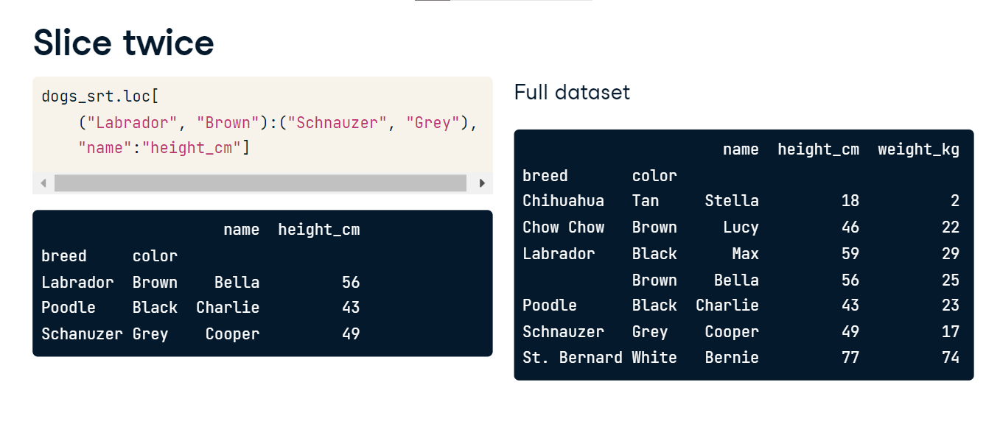 Slice twice
dogs_srt.loc[
    ("Labrador", "Brown"):("Schnauzer", "Grey"),
    "name":"height_cm"]
                    name  height_cm
breed     color
Labrador  Brown    Bella         56
Poodle    Black  Charlie         43
Schanuzer Grey    Cooper         49
Full dataset
                      name  height_cm  weight_kg
breed       color
Chihuahua   Tan     Stella         18          2
Chow Chow   Brown     Lucy         46         22
Labrador    Black      Max         59         29
            Brown    Bella         56         25
Poodle      Black  Charlie         43         23
Schnauzer   Grey    Cooper         49         17
St. Bernard White   Bernie         77         74